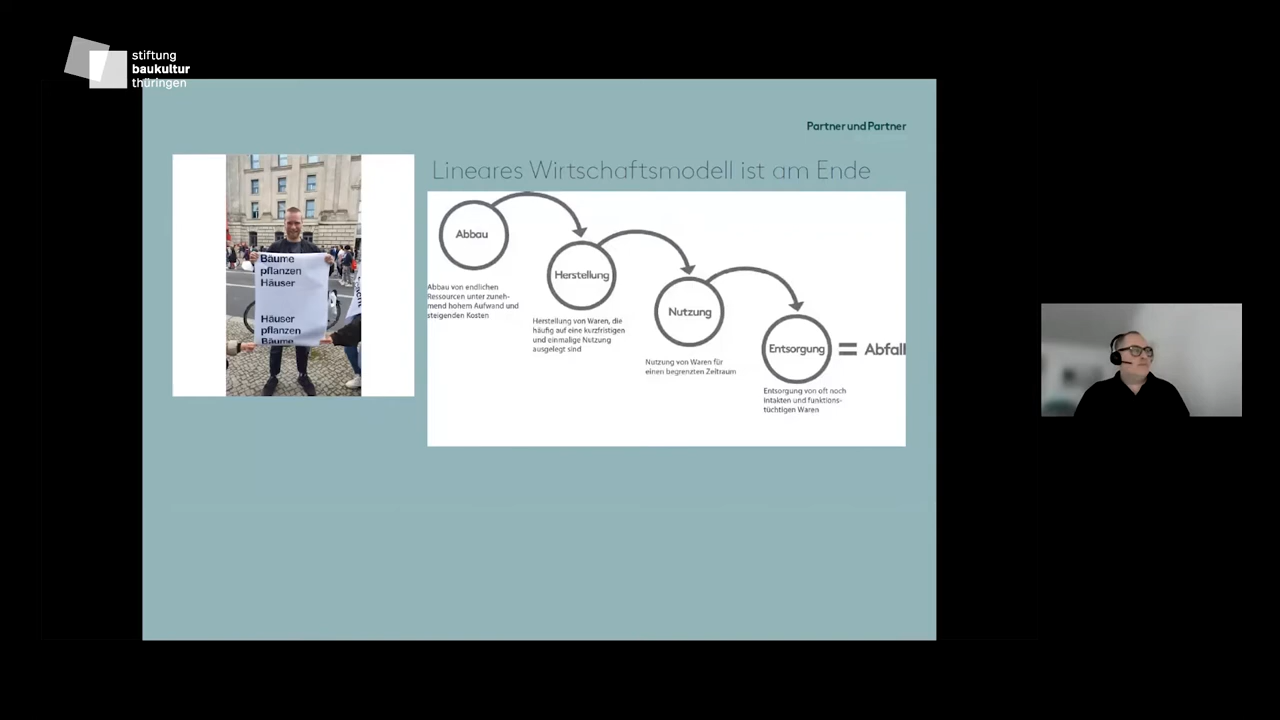 stiftung
baukultur
thüringen
Partner und Partner
Lineares Wirtschaftsmodell ist am Ende
Bäume
pflanzen
Häuser
Häuser
pflanzen
Bäume
Abbau
Abbau von endlichen
Ressourcen unter zuneh-
mend hohem Aufwand und
steigenden Kosten
Herstellung
Herstellung von Waren, die
häufig auf eine kurzfristigen
und einmalige Nutzung
ausgelegt sind
Nutzung
Nutzung von Waren für
einen begrenzten Zeitraum
Entsorgung = Abfall
Entsorgung von oft noch
intakten und funktions-
tüchtigen Waren